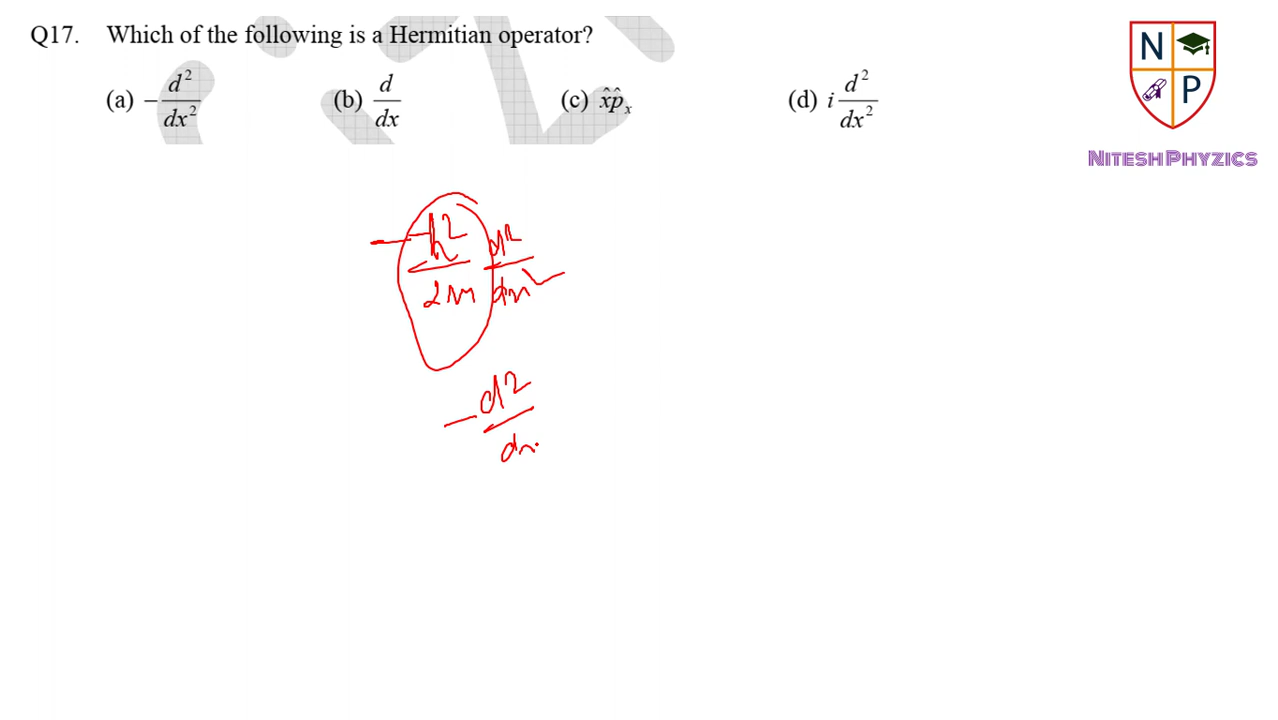 Q17. Which of the following is a Hermitian operator?
(a) −d²/dx² (b) d/dx (c) x̂p̂ₓ (d) i d²/dx²
N
P
NITESH PHYZICS
−ħ²/2m d²/dx²
−d²/dx